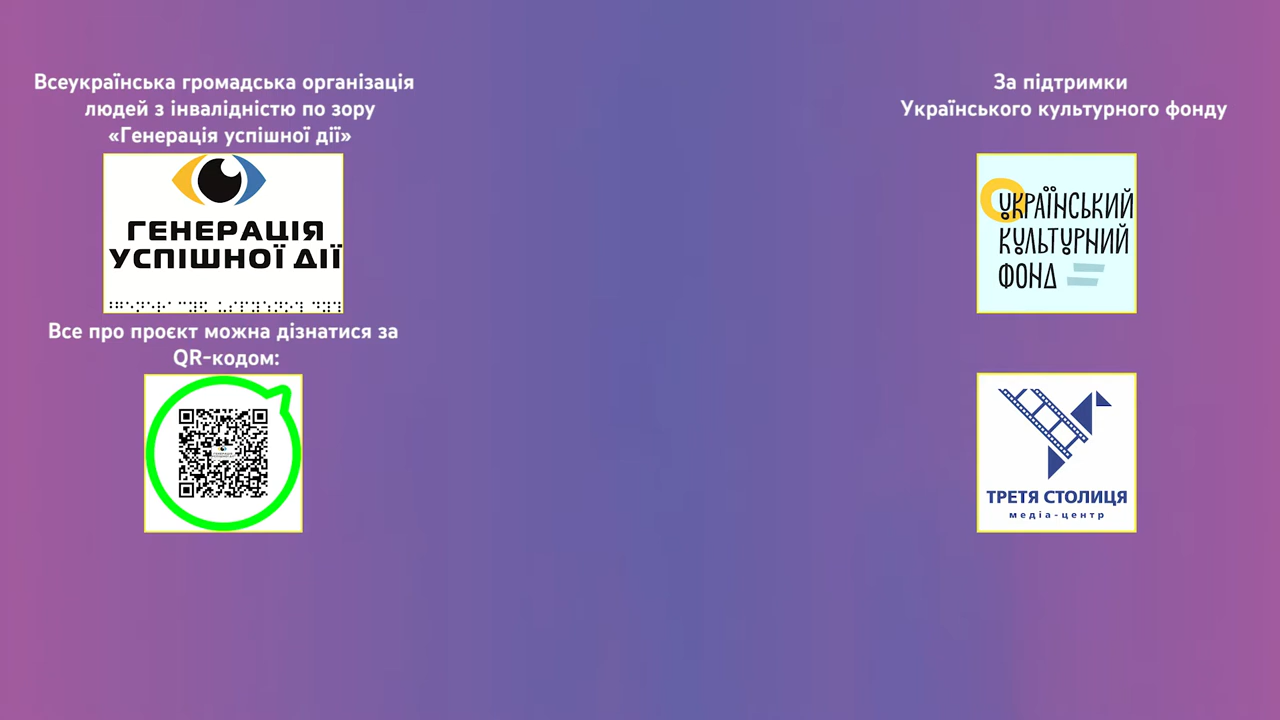 Всеукраїнська громадська організація
людей з інвалідністю по зору
«Генерація успішної дії»
ГЕНЕРАЦІЯ
УСПІШНОЇ ДІЇ
Все про проєкт можна дізнатися за
QR-кодом:
За підтримки
Українського культурного фонду
УКРАЇНСЬКИЙ
КУЛЬТУРНИЙ
ФОНД
ТРЕТЯ СТОЛИЦЯ
медіа-центр